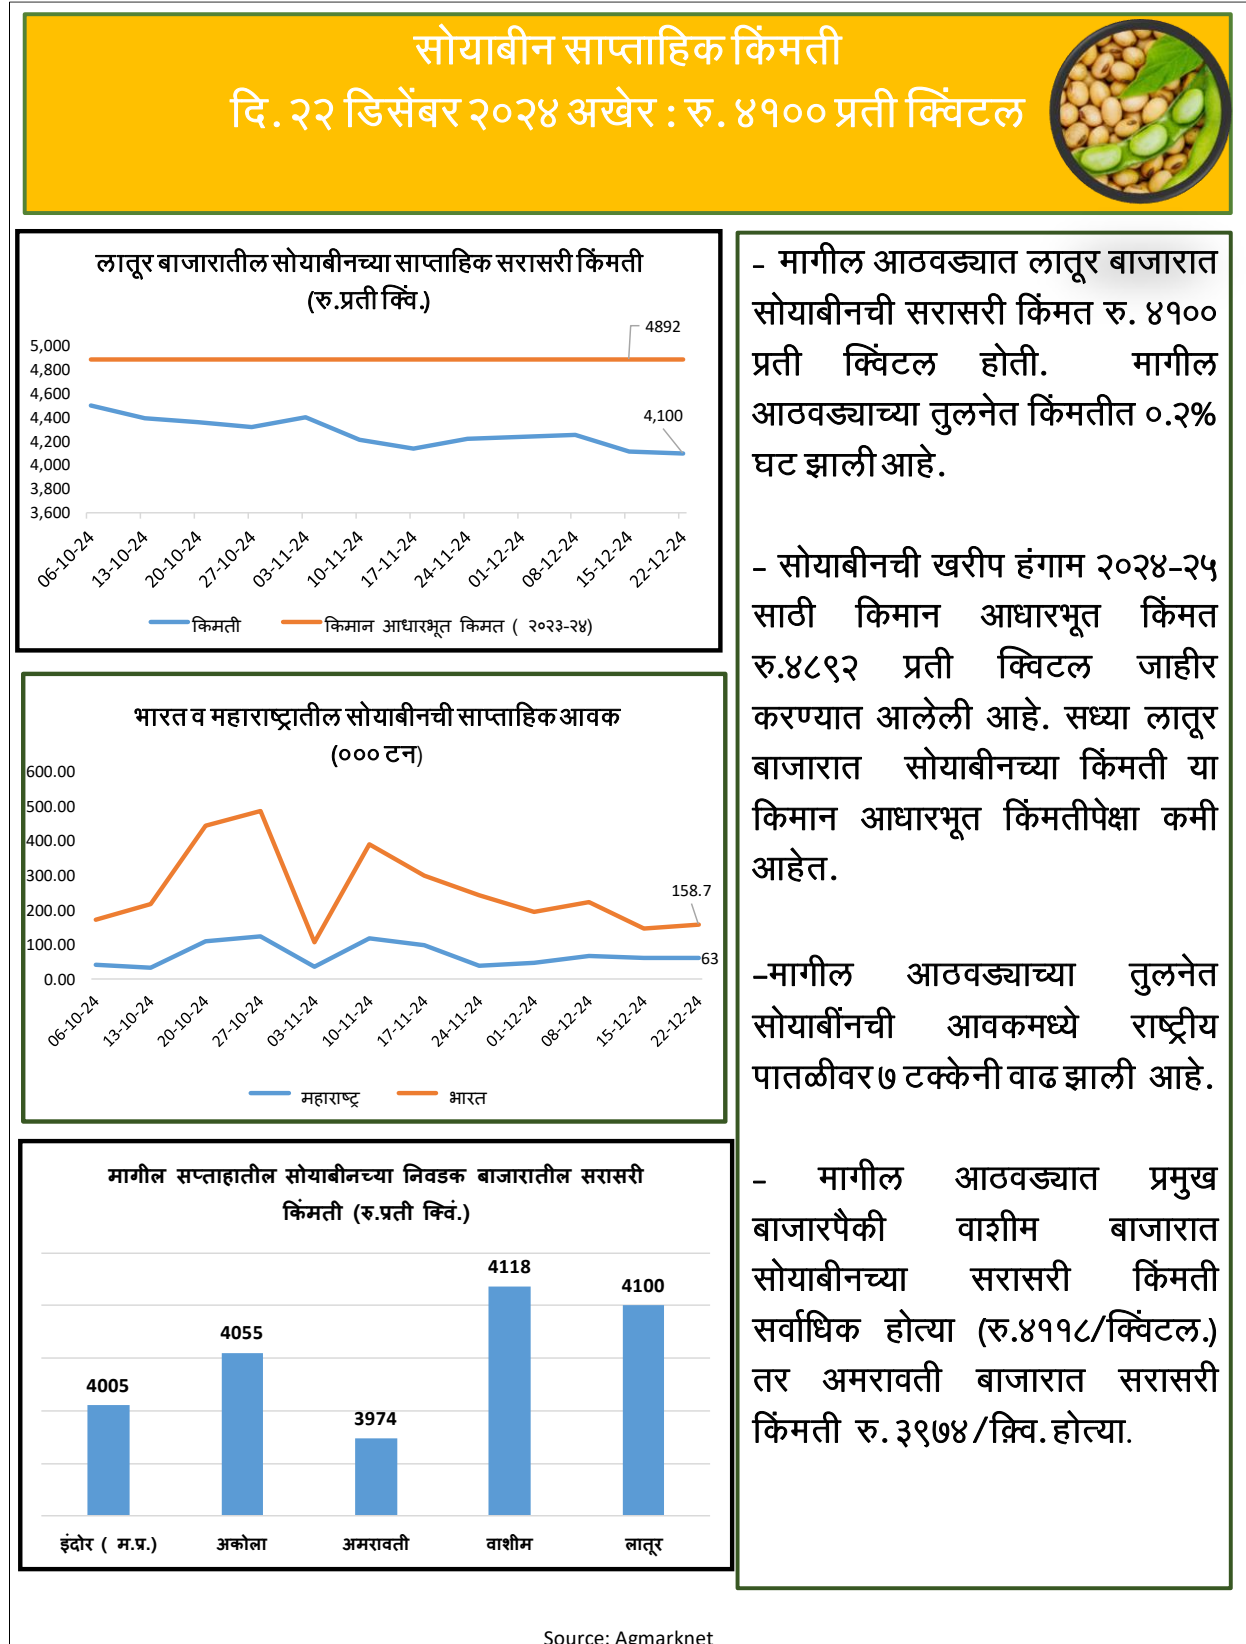 सोयाबीन साप्ताहिक किंमती
दि. २२ डिसेंबर २०२४ अखेर : रु. ४१०० प्रती क्विंटल
लातूर बाजारातील सोयाबीनच्या साप्ताहिक सरासरी किंमती
(रु.प्रती क्विं.)
4892
5,000
4,800
4,600
4,400
4,200
4,000
3,800
3,600
4,100
06-10-24
13-10-24
20-10-24
27-10-24
03-11-24
10-11-24
17-11-24
24-11-24
01-12-24
08-12-24
15-12-24
22-12-24
किमती
किमान आधारभूत किमत ( २०२३-२४)
भारत व महाराष्ट्रातील सोयाबीनची साप्ताहिक आवक
(००० टन)
600.00
500.00
400.00
300.00
200.00
100.00
0.00
158.7
63
06-10-24
13-10-24
20-10-24
27-10-24
03-11-24
10-11-24
17-11-24
24-11-24
01-12-24
08-12-24
15-12-24
22-12-24
महाराष्ट्र
भारत
मागील सप्ताहातील सोयाबीनच्या निवडक बाजारातील सरासरी
किंमती (रु.प्रती क्विं.)
4005
4055
3974
4118
4100
इंदोर ( म.प्र.)
अकोला
अमरावती
वाशीम
लातूर
- मागील आठवड्यात लातूर बाजारात
सोयाबीनची सरासरी किंमत रु. ४१००
प्रती क्विंटल होती. मागील
आठवड्याच्या तुलनेत किंमतीत ०.२%
घट झाली आहे.
- सोयाबीनची खरीप हंगाम २०२४-२५
साठी किमान आधारभूत किंमत
रु.४८९२ प्रती क्विटल जाहीर
करण्यात आलेली आहे. सध्या लातूर
बाजारात सोयाबीनच्या किंमती या
किमान आधारभूत किंमतीपेक्षा कमी
आहेत.
-मागील आठवड्याच्या तुलनेत
सोयाबींनची आवकमध्ये राष्ट्रीय
पातळीवर ७ टक्केनी वाढ झाली आहे.
- मागील आठवड्यात प्रमुख
बाजारपैकी वाशीम बाजारात
सोयाबीनच्या सरासरी किंमती
सर्वाधिक होत्या (रु.४११८/क्विंटल.)
तर अमरावती बाजारात सरासरी
किंमती रु. ३९७४/क़्वि. होत्या.
Source: Agmarknet